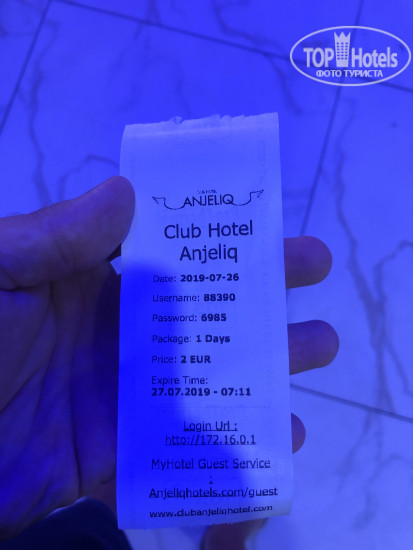 TOP Hotels
ФОТО ТУРИСТА
ANJELIQ
Club Hotel
Anjeliq
Date: 2019-07-26
Username: 88390
Password: 6985
Package: 1 Days
Price: 2 EUR
Expire Time:
27.07.2019 - 07:11
Login Url :
http://172.16.0.1
MyHotel Guest Service
:
Anjeliqhotels.com/guest
www.clubanjeliqhotel.com